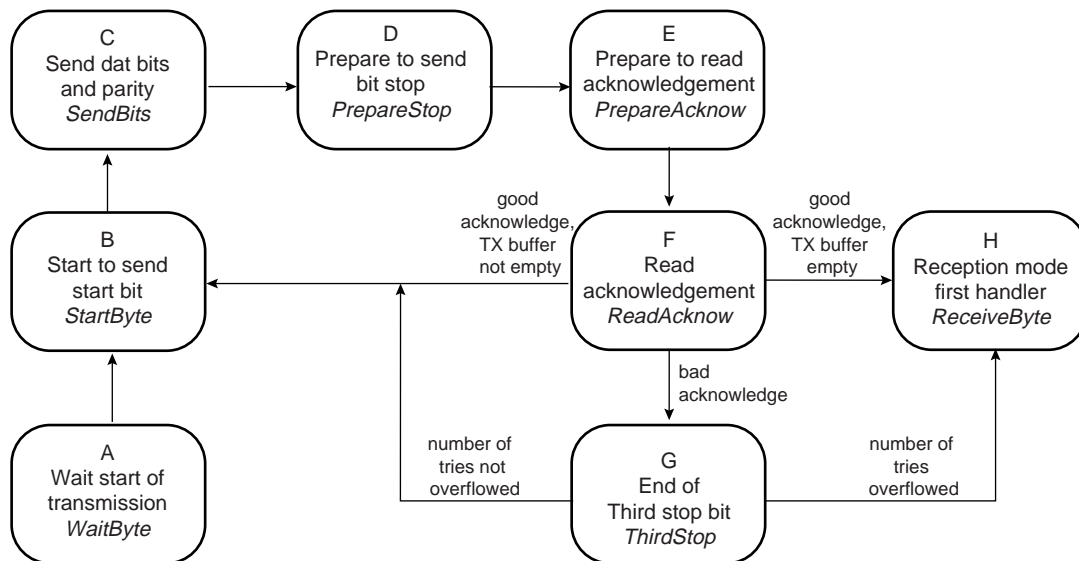 C
Send dat bits
and parity
SendBits
D
Prepare to send
bit stop
PrepareStop
E
Prepare to read
acknowledgement
PrepareAcknow
B
Start to send
start bit
StartByte
good
acknowledge,
TX buffer
not empty
F
Read
acknowledgement
ReadAcknow
good
acknowledge,
TX buffer
empty
H
Reception mode
first handler
ReceiveByte
bad
acknowledge
A
Wait start of
transmission
WaitByte
number of
tries not
overflowed
G
End of
Third stop bit
ThirdStop
number of
tries
overflowed